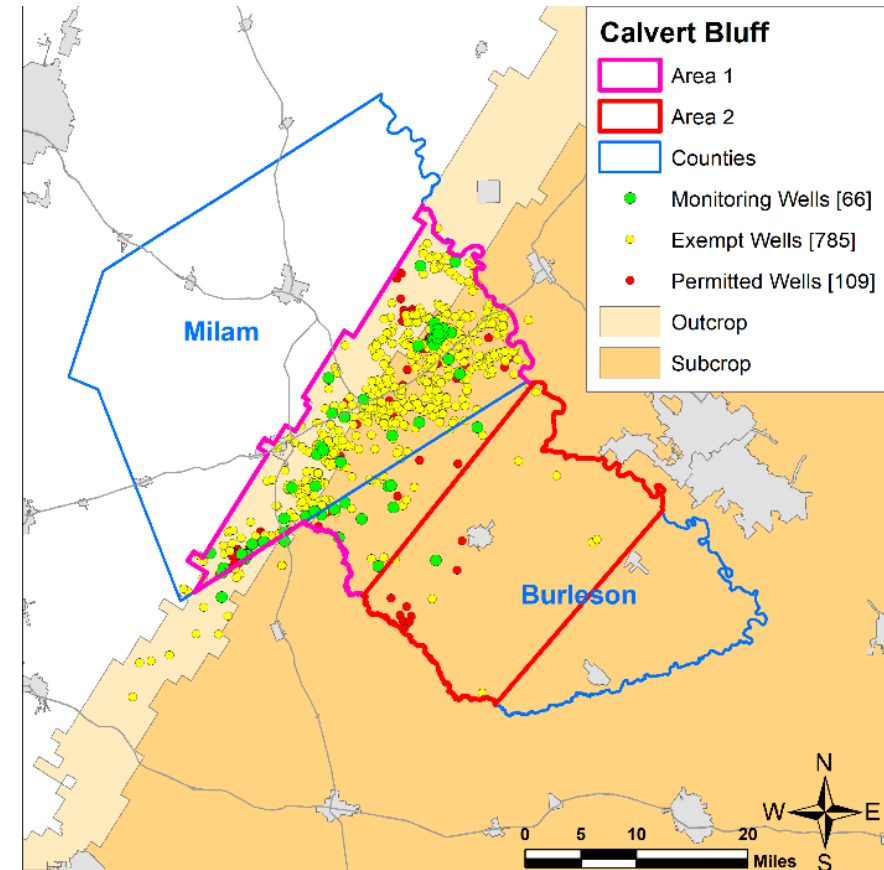 Calvert Bluff
Area 1
Area 2
Counties
Monitoring Wells [66]
Exempt Wells [785]
Permitted Wells [109]
Outcrop
Subcrop
Milam
Burleson
N
W E
S
0 5 10 20
Miles